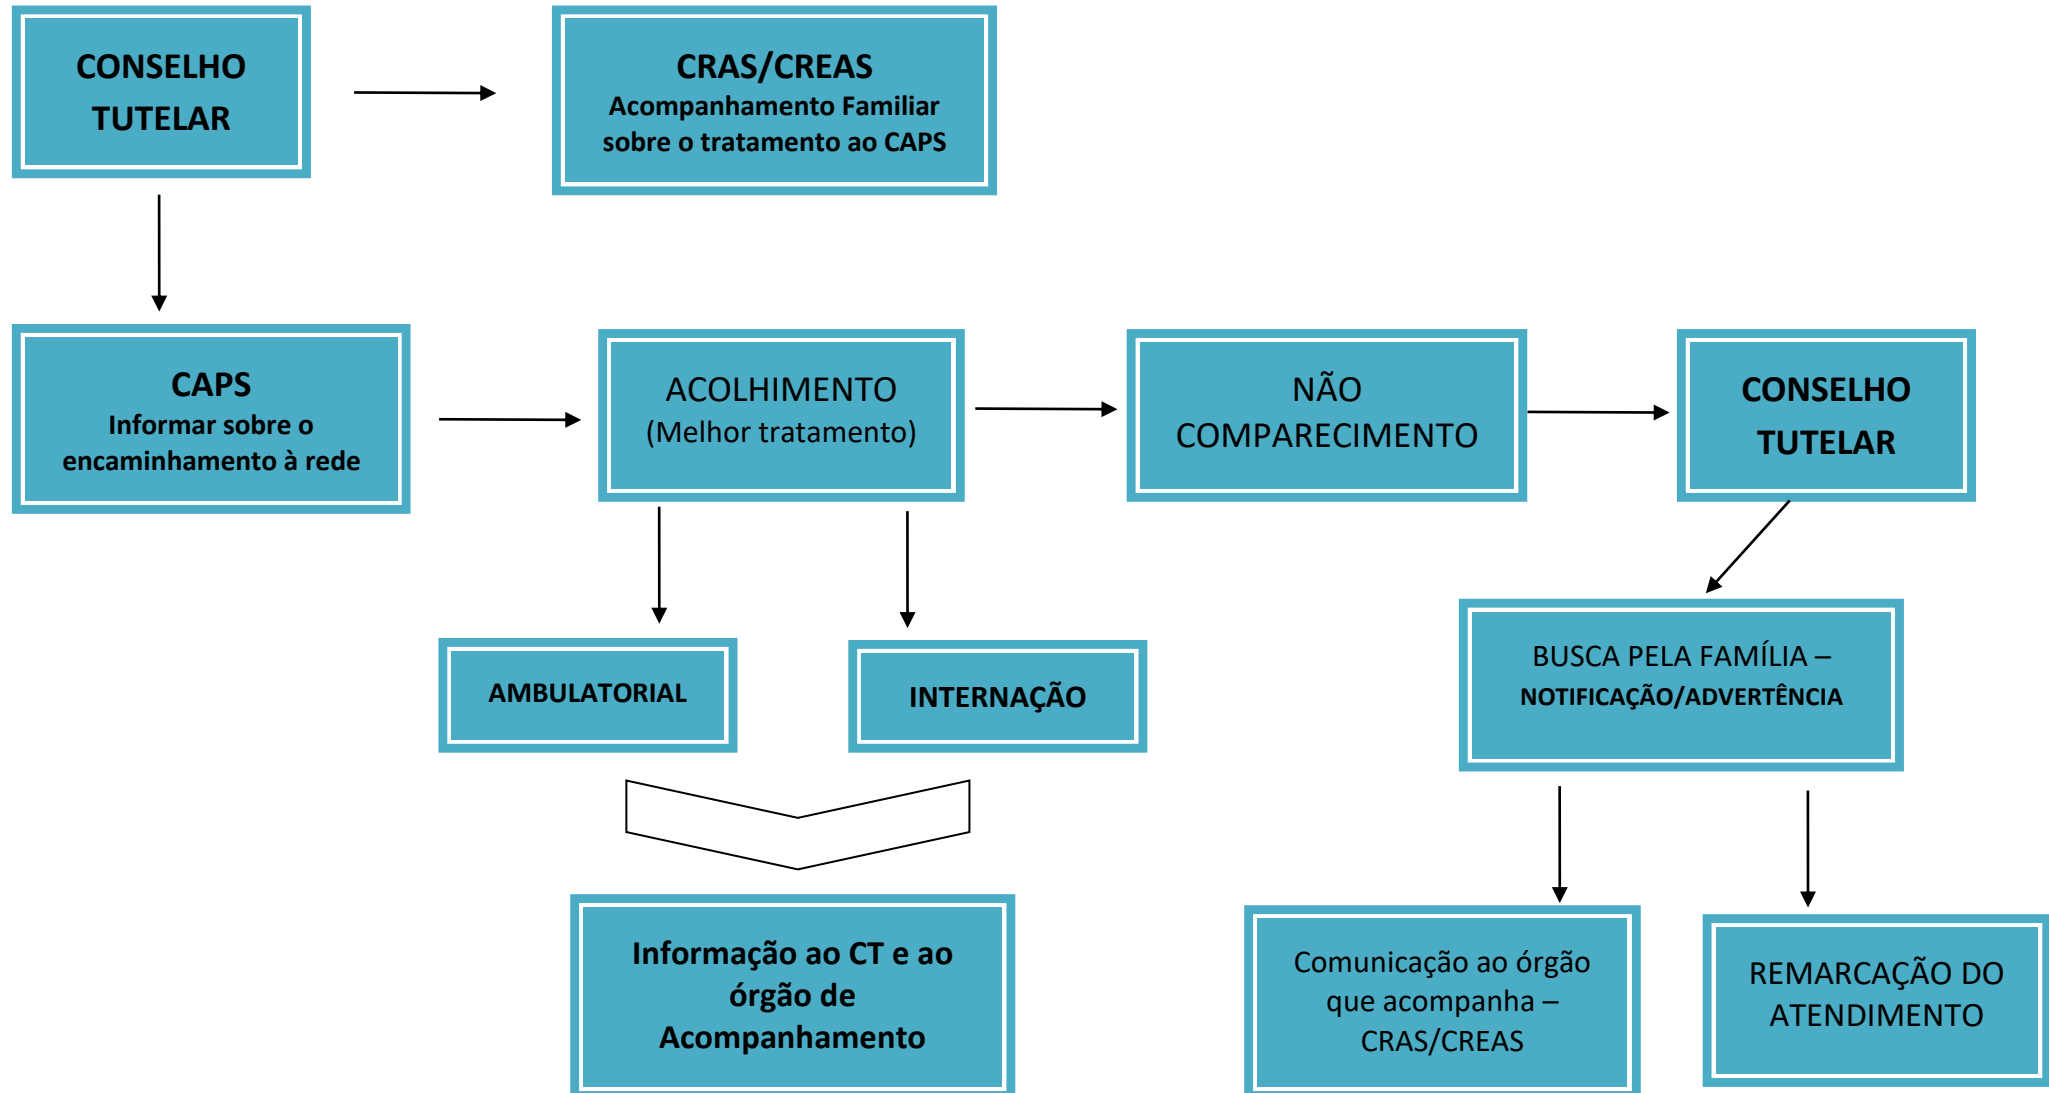 CONSELHO
TUTELAR
CRAS/CREAS
Acompanhamento Familiar
sobre o tratamento ao CAPS
CAPS
Informar sobre o
encaminhamento à rede
ACOLHIMENTO
(Melhor tratamento)
NÃO
COMPARECIMENTO
CONSELHO
TUTELAR
AMBULATORIAL
INTERNAÇÃO
BUSCA PELA FAMÍLIA –
NOTIFICAÇÃO/ADVERTÊNCIA
Informação ao CT e ao
órgão de
Acompanhamento
Comunicação ao órgão
que acompanha –
CRAS/CREAS
REMARCAÇÃO DO
ATENDIMENTO